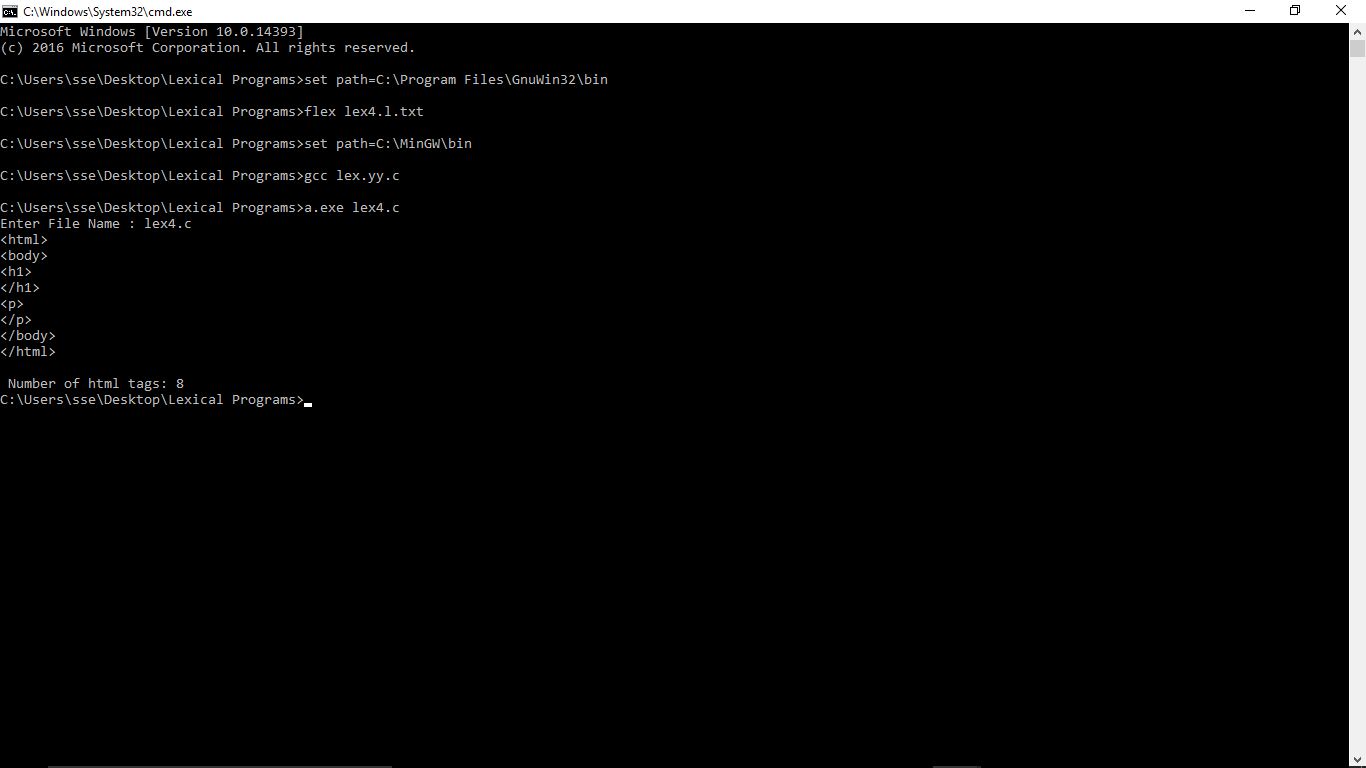 C:\Windows\System32\cmd.exe
Microsoft Windows [Version 10.0.14393]
(c) 2016 Microsoft Corporation. All rights reserved.
C:\Users\sse\Desktop\Lexical Programs>set path=C:\Program Files\GnuWin32\bin
C:\Users\sse\Desktop\Lexical Programs>flex lex4.l.txt
C:\Users\sse\Desktop\Lexical Programs>set path=C:\MinGW\bin
C:\Users\sse\Desktop\Lexical Programs>gcc lex.yy.c
C:\Users\sse\Desktop\Lexical Programs>a.exe lex4.c
Enter File Name : lex4.c
<html>
<body>
<h1>
</h1>
<p>
</p>
</body>
</html>
Number of html tags: 8
C:\Users\sse\Desktop\Lexical Programs>